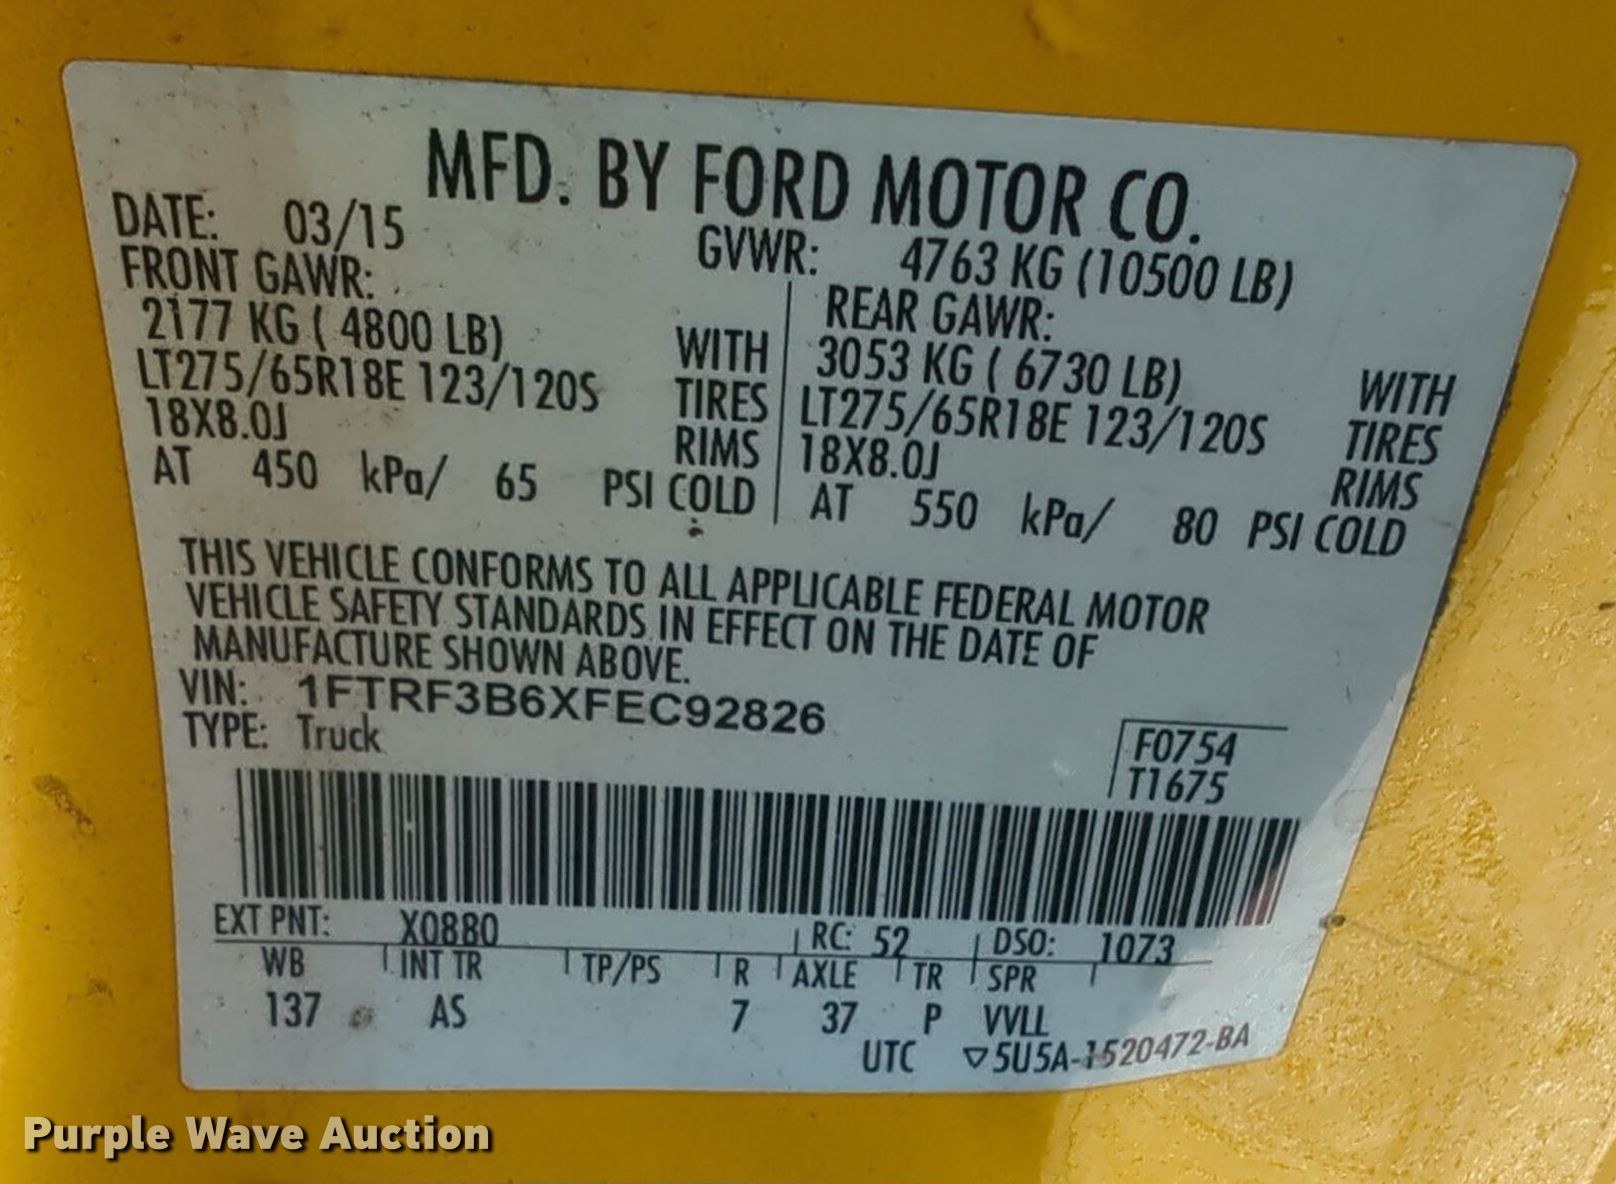 MFD. BY FORD MOTOR CO.
DATE: 03/15 GVWR: 4763 KG (10500 LB)
FRONT GAWR: REAR GAWR:
2177 KG ( 4800 LB) WITH 3053 KG ( 6730 LB) WITH
LT275/65R18E 123/120S TIRES LT275/65R18E 123/120S TIRES
18X8.0J RIMS 18X8.0J RIMS
AT 450 kPa/ 65 PSI COLD AT 550 kPa/ 80 PSI COLD
THIS VEHICLE CONFORMS TO ALL APPLICABLE FEDERAL MOTOR
VEHICLE SAFETY STANDARDS IN EFFECT ON THE DATE OF
MANUFACTURE SHOWN ABOVE.
VIN: 1FTRF3B6XFEC92826
TYPE: Truck
F0754
T1675
EXT PNT: X0880 RC: 52 DSO: 1073
WB INT TR TP/PS R AXLE TR SPR
137 AS 7 37 P VVLL
UTC ▽5U5A-1520472-BA
Purple Wave Auction